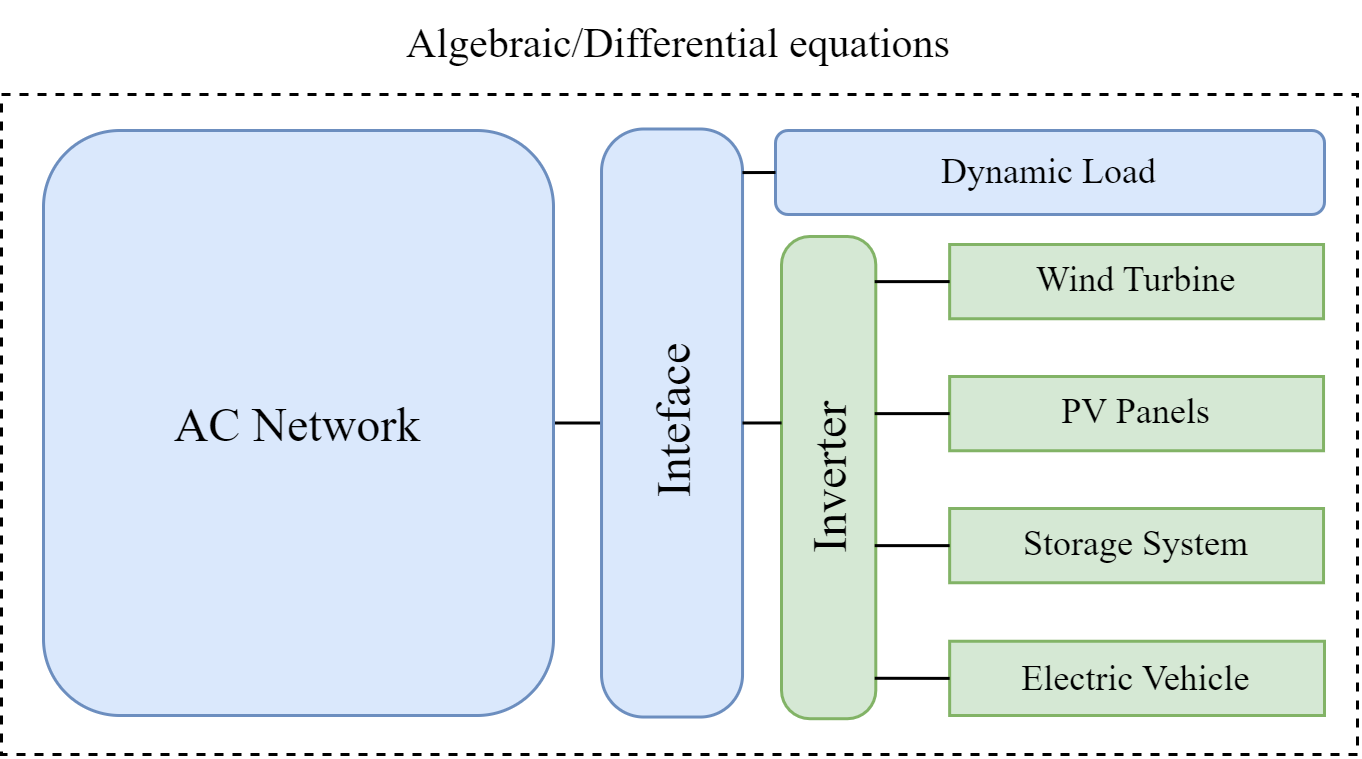 Algebraic/Differential equations
AC Network
Inteface
Dynamic Load
Inverter
Wind Turbine
PV Panels
Storage System
Electric Vehicle